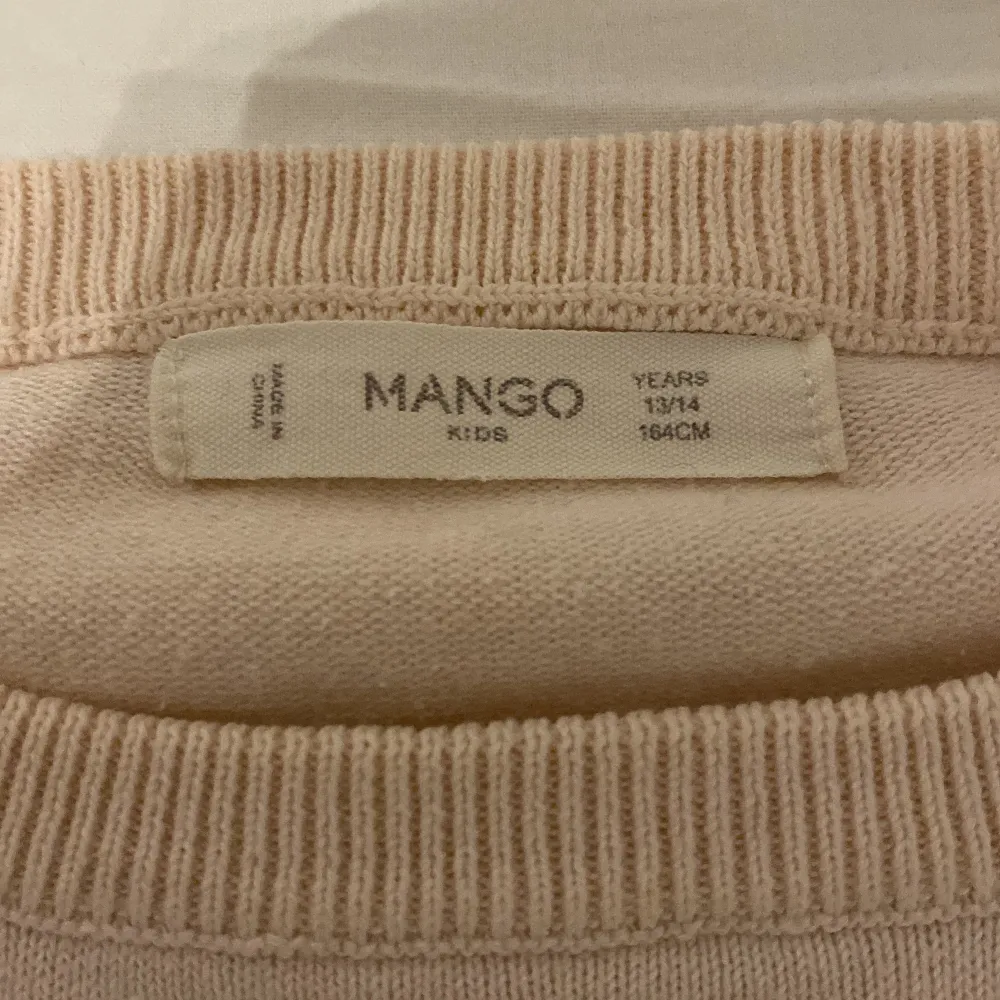 MADE IN
CHINA
MANGO
KIDS
YEARS
13/14
164CM